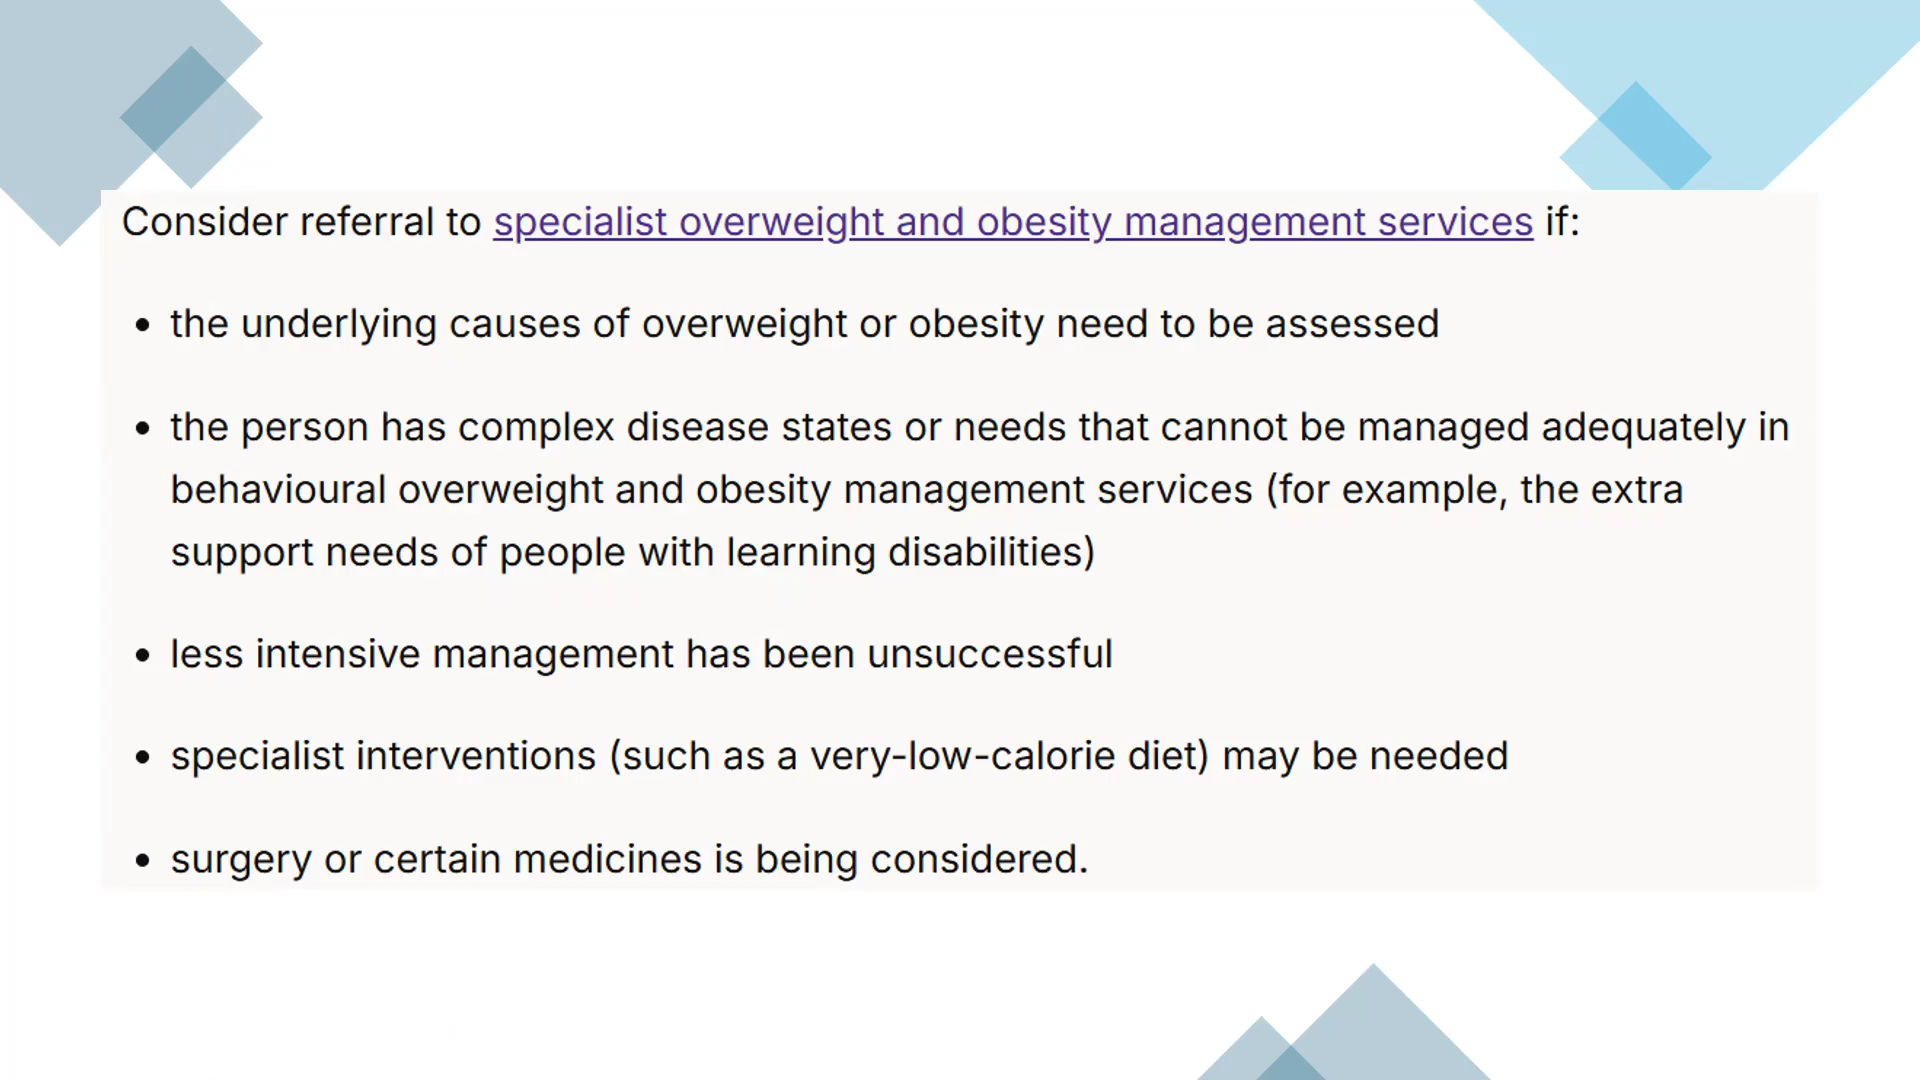 Consider referral to specialist overweight and obesity management services if:
• the underlying causes of overweight or obesity need to be assessed
• the person has complex disease states or needs that cannot be managed adequately in
behavioural overweight and obesity management services (for example, the extra
support needs of people with learning disabilities)
• less intensive management has been unsuccessful
• specialist interventions (such as a very-low-calorie diet) may be needed
• surgery or certain medicines is being considered.